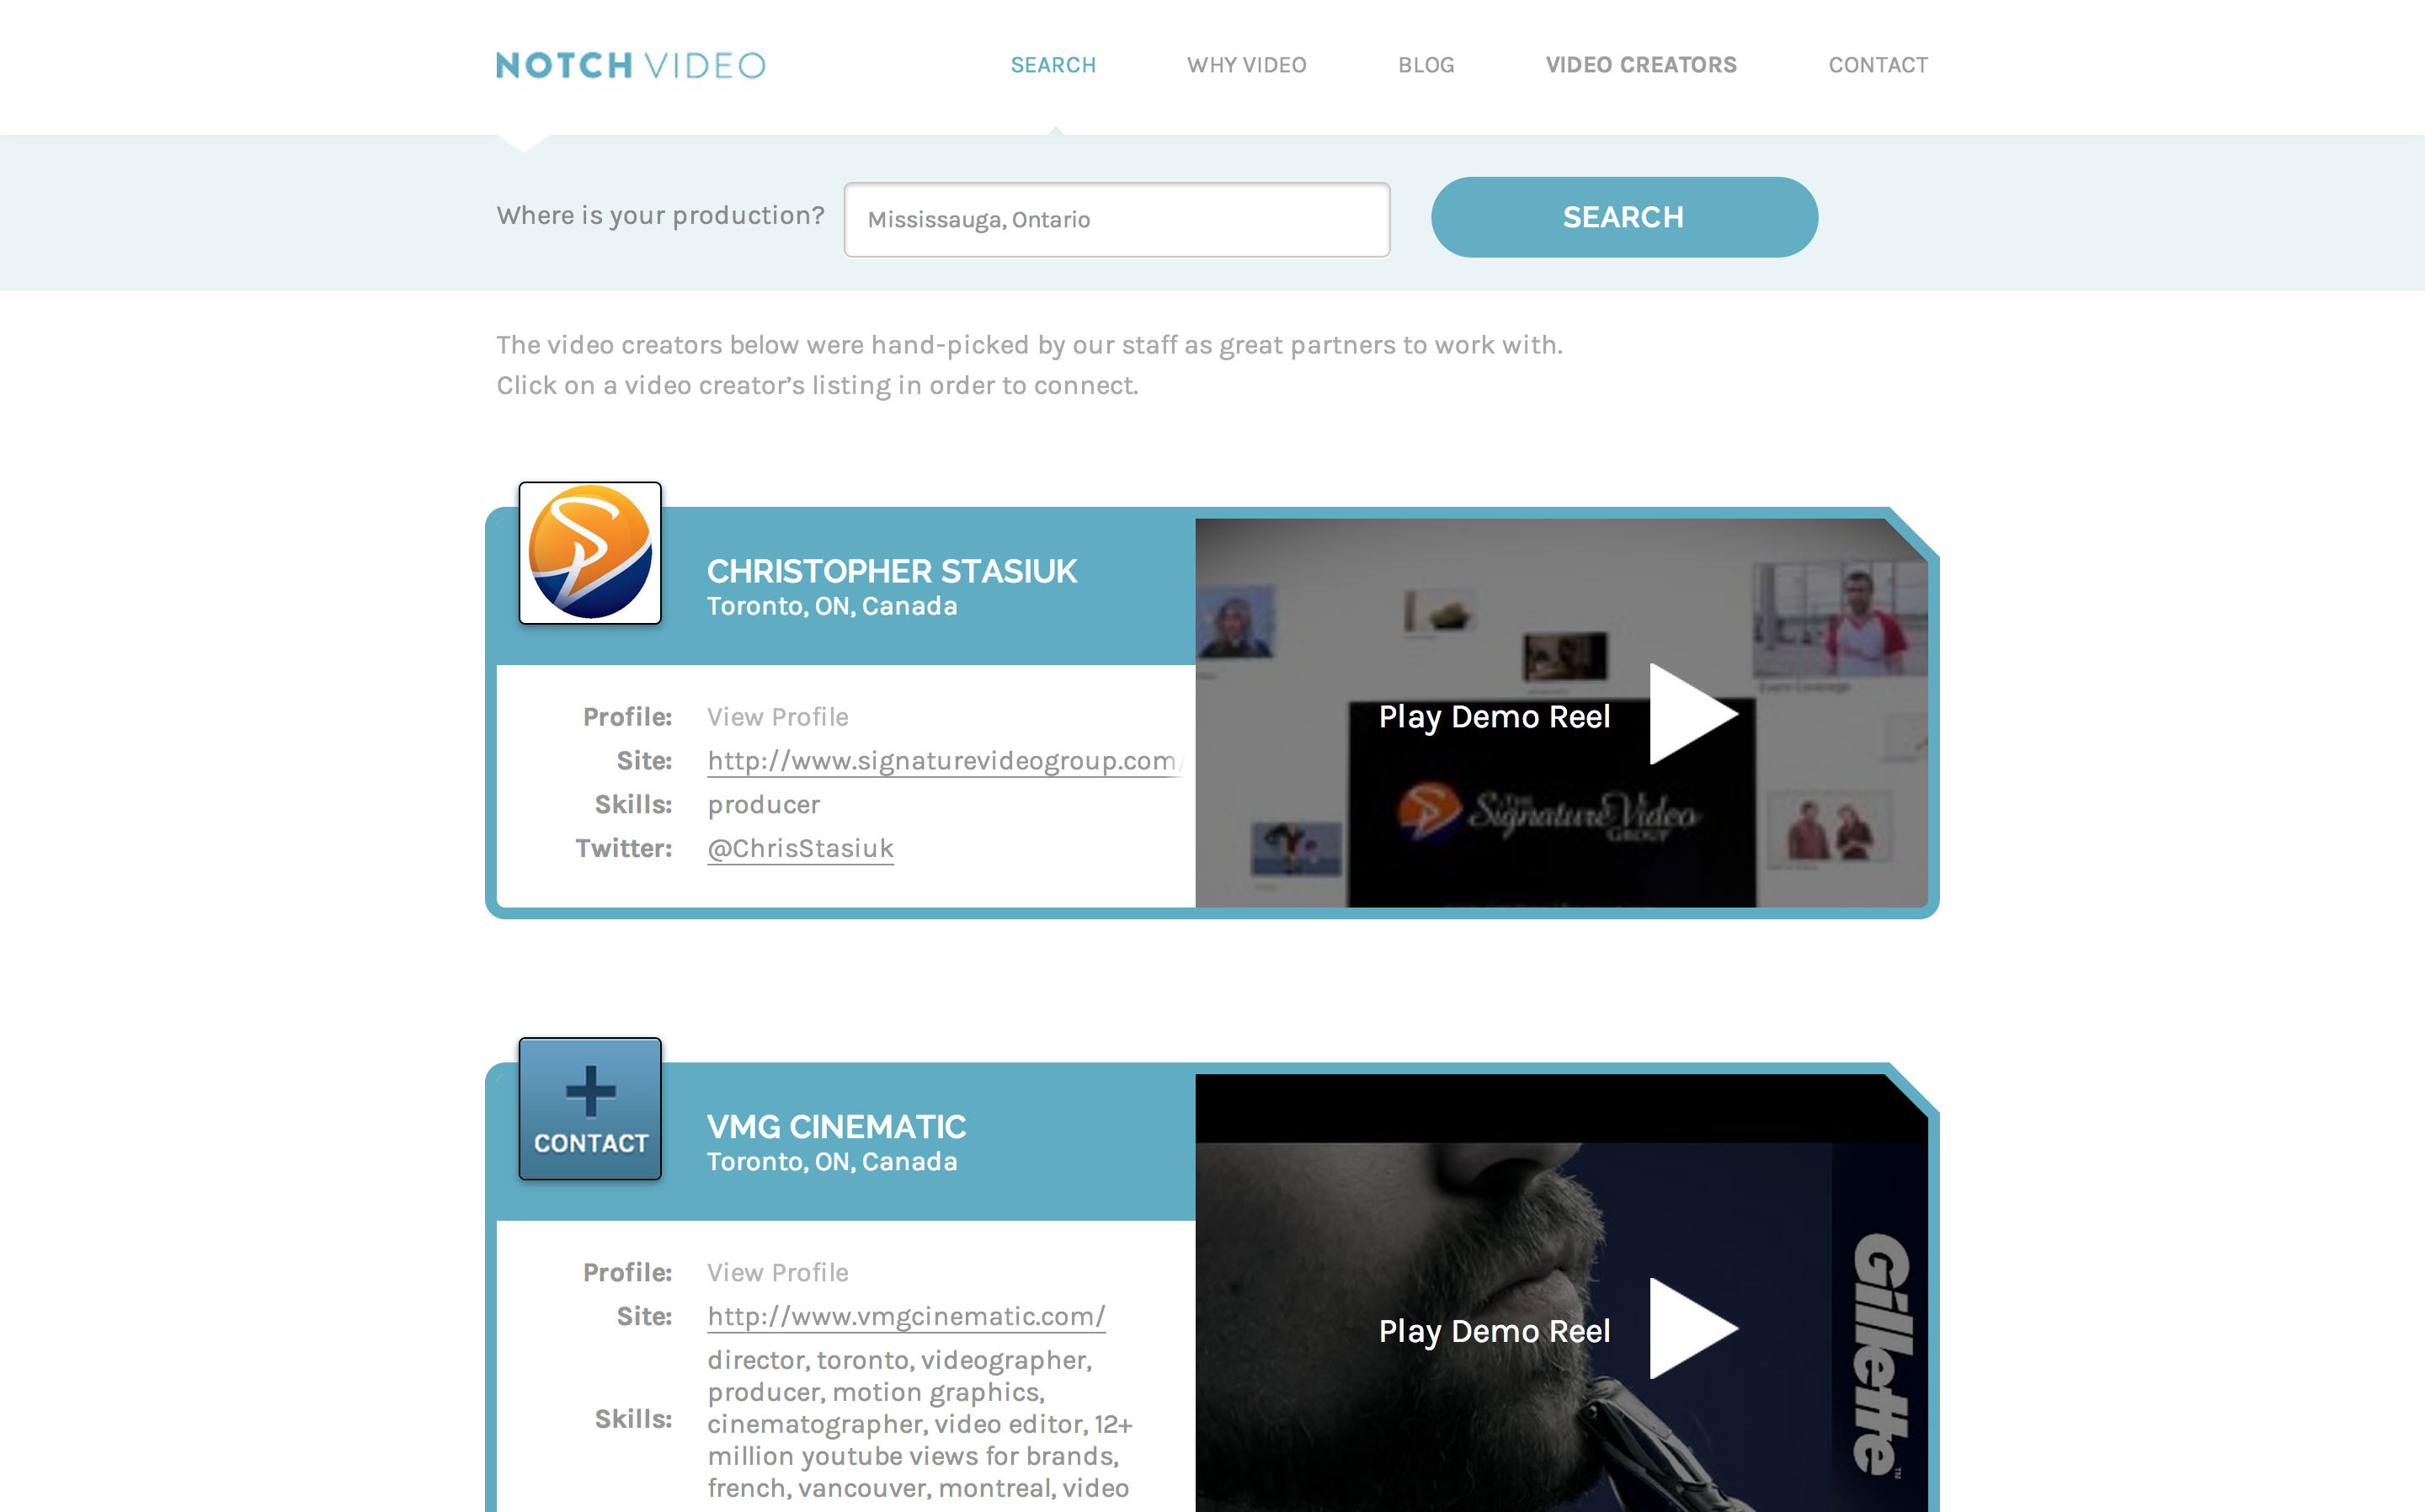 NOTCH VIDEO
SEARCH
WHY VIDEO
BLOG
VIDEO CREATORS
CONTACT
Where is your production?
Mississauga, Ontario
SEARCH
The video creators below were hand-picked by our staff as great partners to work with.
Click on a video creator’s listing in order to connect.
CHRISTOPHER STASIUK
Toronto, ON, Canada
Profile: View Profile
Site: http://www.signaturevideogroup.com/
Skills: producer
Twitter: @ChrisStasiuk
Play Demo Reel
THE
Signature Video
GROUP
CONTACT
VMG CINEMATIC
Toronto, ON, Canada
Profile: View Profile
Site: http://www.vmgcinematic.com/
Skills: director, toronto, videographer,
producer, motion graphics,
cinematographer, video editor, 12+
million youtube views for brands,
french, vancouver, montreal, video
Play Demo Reel
Gillette™